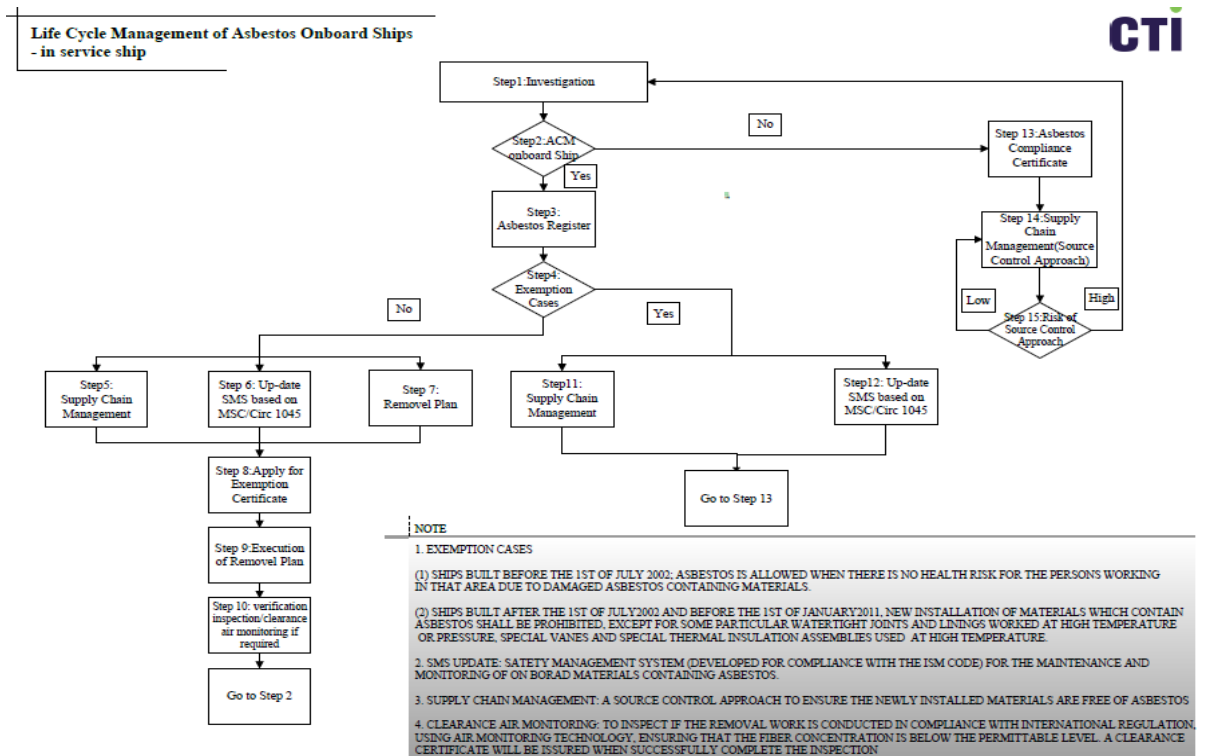 Life Cycle Management of Asbestos Onboard Ships
- in service ship
CTI
Step1:Investigation
Step2:ACM
onboard Ship
No
Yes
Step 13:Asbestos
Compliance
Certificate
Step3:
Asbestos Register
Step 14:Supply
Chain
Management(Source
Control Approach)
Step4:
Exemption
Cases
No
Yes
Low
High
Step 15:Risk of
Source Control
Approach
Step5:
Supply Chain
Management
Step 6: Up-date
SMS based on
MSC/Circ 1045
Step 7:
Removel Plan
Step11:
Supply Chain
Management
Step12: Up-date
SMS based on
MSC/Circ 1045
Step 8:Apply for
Exemption
Certificate
Go to Step 13
Step 9:Execution
of Removel Plan
Step 10: verification
inspection/clearance
air monitoring if
required
Go to Step 2
NOTE
1. EXEMPTION CASES
(1) SHIPS BUILT BEFORE THE 1ST OF JULY 2002; ASBESTOS IS ALLOWED WHEN THERE IS NO HEALTH RISK FOR THE PERSONS WORKING
IN THAT AREA DUE TO DAMAGED ASBESTOS CONTAINING MATERIALS.
(2) SHIPS BUILT AFTER THE 1ST OF JULY2002 AND BEFORE THE 1ST OF JANUARY2011, NEW INSTALLATION OF MATERIALS WHICH CONTAIN
ASBESTOS SHALL BE PROHIBITED, EXCEPT FOR SOME PARTICULAR WATERTIGHT JOINTS AND LININGS WORKED AT HIGH TEMPERATURE
OR PRESSURE, SPECIAL VANES AND SPECIAL THERMAL INSULATION ASSEMBLIES USED AT HIGH TEMPERATURE.
2. SMS UPDATE: SATETY MANAGEMENT SYSTEM (DEVELOPED FOR COMPLIANCE WITH THE ISM CODE) FOR THE MAINTENANCE AND
MONITORING OF ON BORAD MATERIALS CONTAINING ASBESTOS.
3. SUPPLY CHAIN MANAGEMENT: A SOURCE CONTROL APPROACH TO ENSURE THE NEWLY INSTALLED MATERIALS ARE FREE OF ASBESTOS
4. CLEARANCE AIR MONITORING: TO INSPECT IF THE REMOVAL WORK IS CONDUCTED IN COMPLIANCE WITH INTERNATIONAL REGULATION,
USING AIR MONITORING TECHNOLOGY, ENSURING THAT THE FIBER CONCENTRATION IS BELOW THE PERMITTABLE LEVEL. A CLEARANCE
CERTIFICATE WILL BE ISSURED WHEN SUCCESSFULLY COMPLETE THE INSPECTION